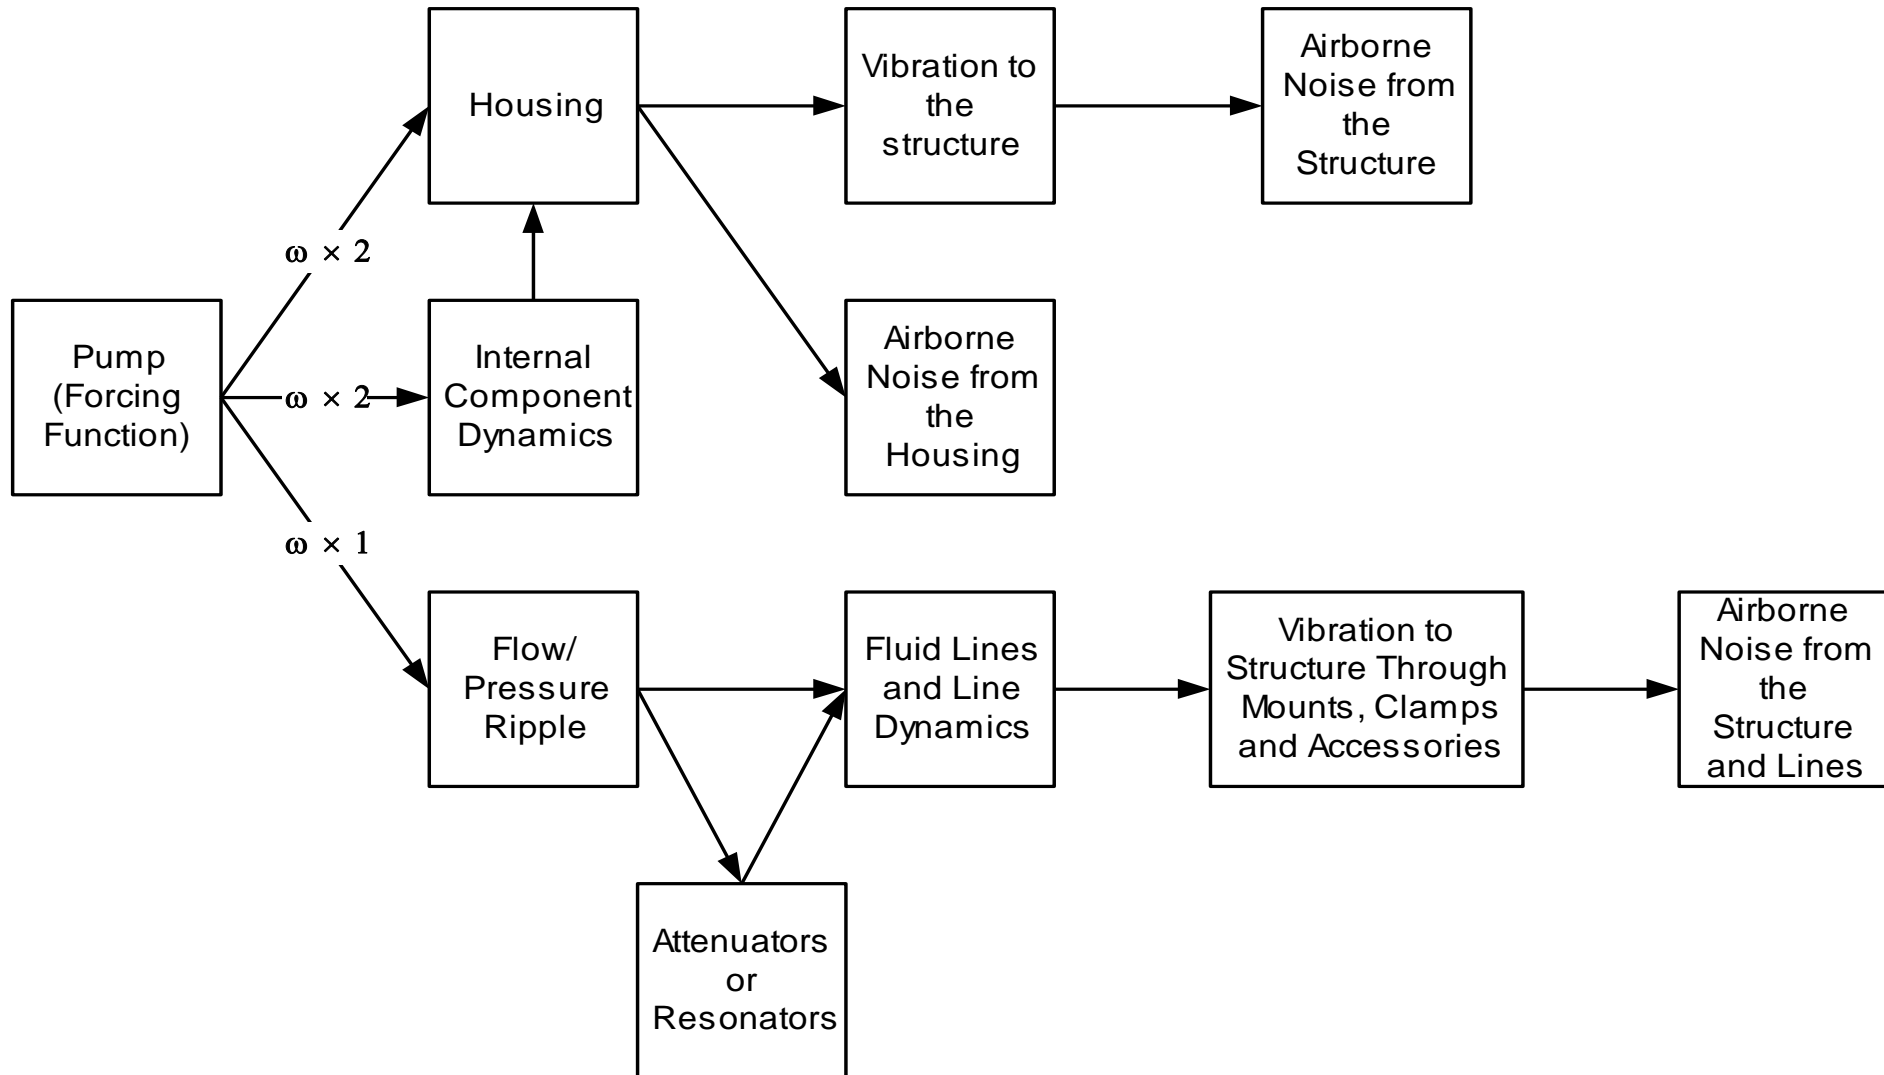 Housing
Vibration to
the
structure
Airborne
Noise from
the
Structure
ω × 2
Pump
(Forcing
Function)
ω × 2
Internal
Component
Dynamics
Airborne
Noise from
the
Housing
ω × 1
Flow/
Pressure
Ripple
Fluid Lines
and Line
Dynamics
Vibration to
Structure Through
Mounts, Clamps
and Accessories
Airborne
Noise from
the
Structure
and Lines
Attenuators
or
Resonators